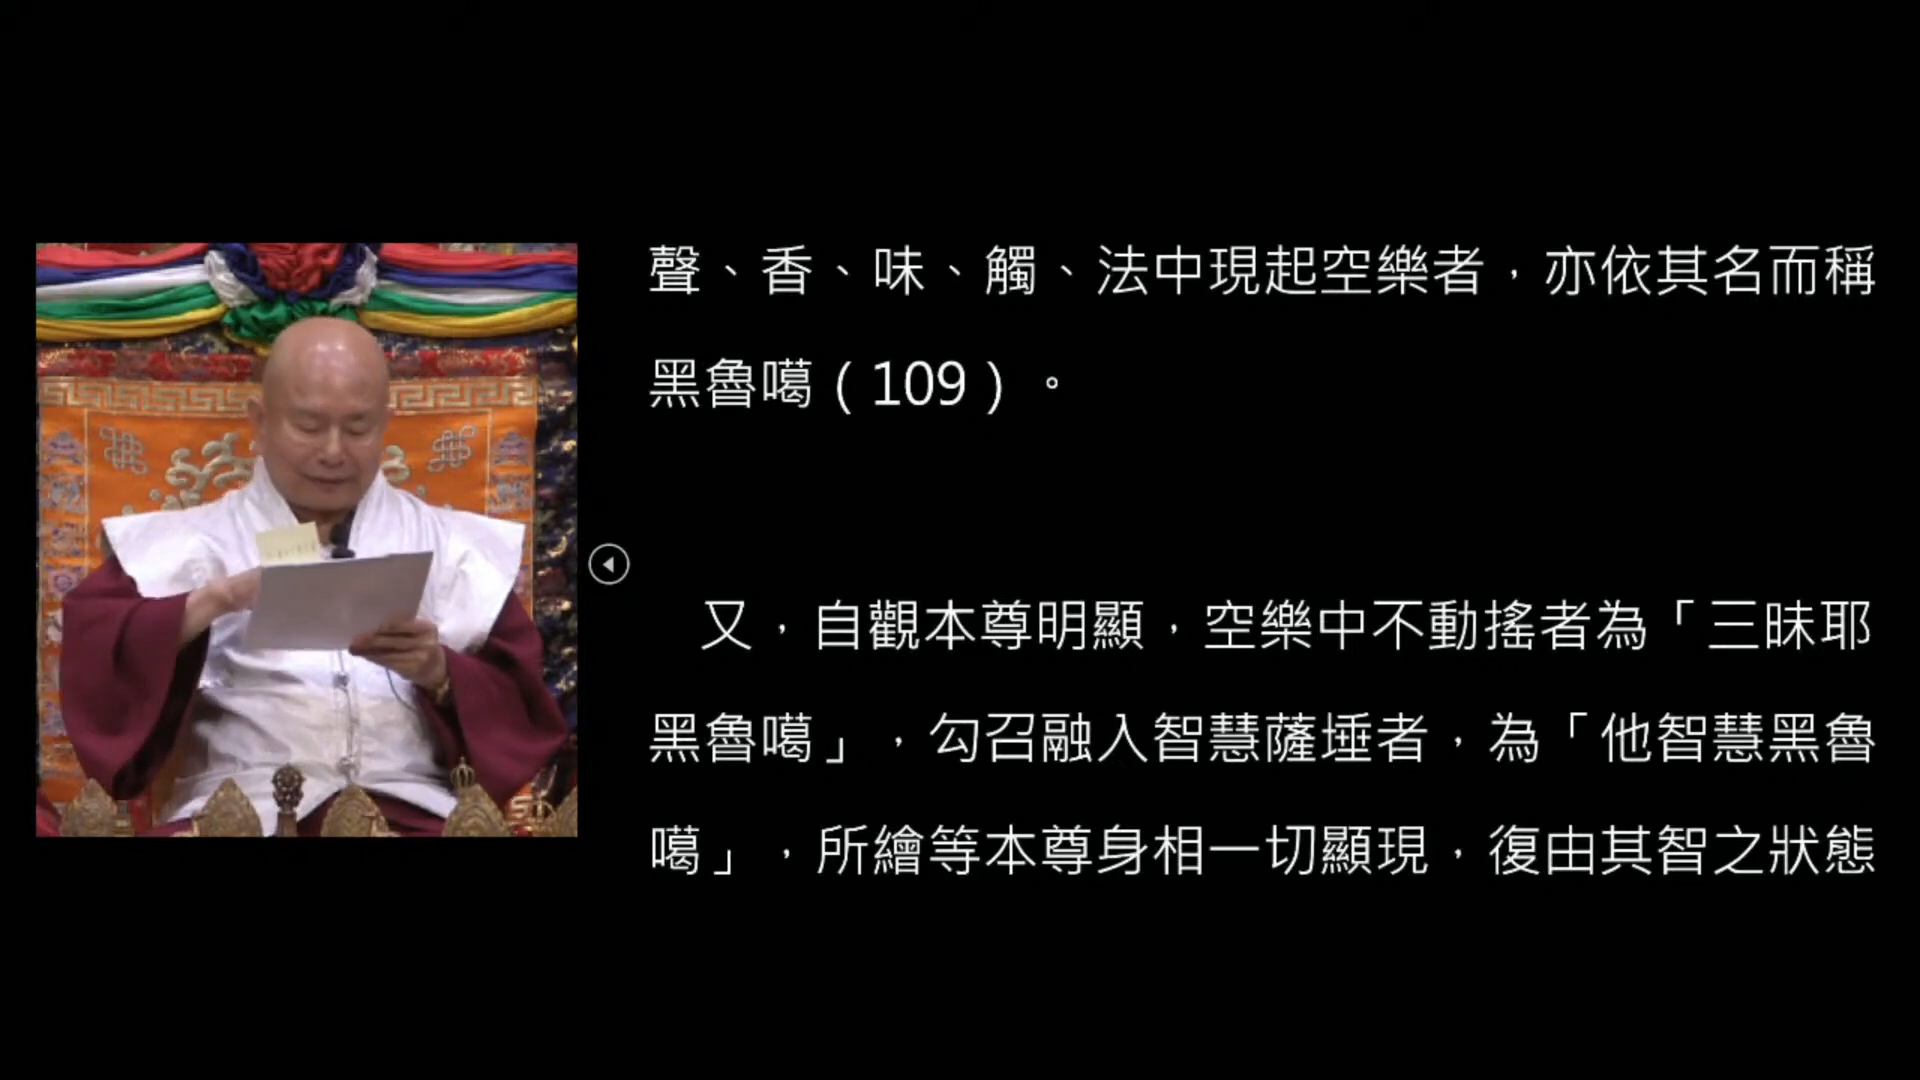 聲、香、味、觸、法中現起空樂者，亦依其名而稱
黑魯噶（109）。
又，自觀本尊明顯，空樂中不動搖者為「三昧耶
黑魯噶」，勾召融入智慧薩埵者，為「他智慧黑魯
噶」，所繪等本尊身相一切顯現，復由其智之狀態